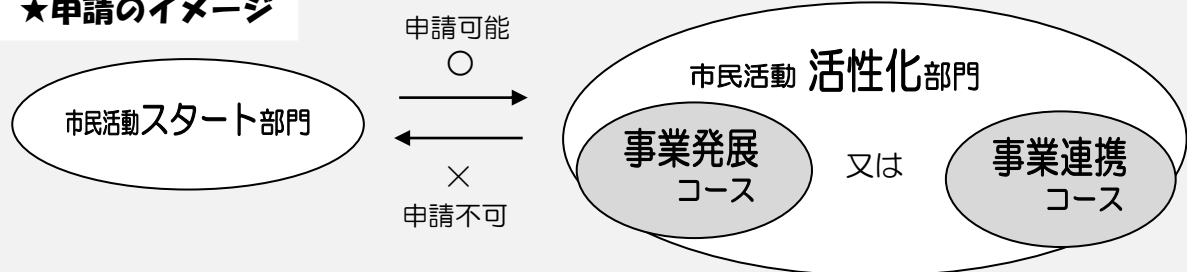 ★申請のイメージ
申請可能
○
市民活動スタート部門
×
申請不可
市民活動 活性化部門
事業発展
コース
又は
事業連携
コース